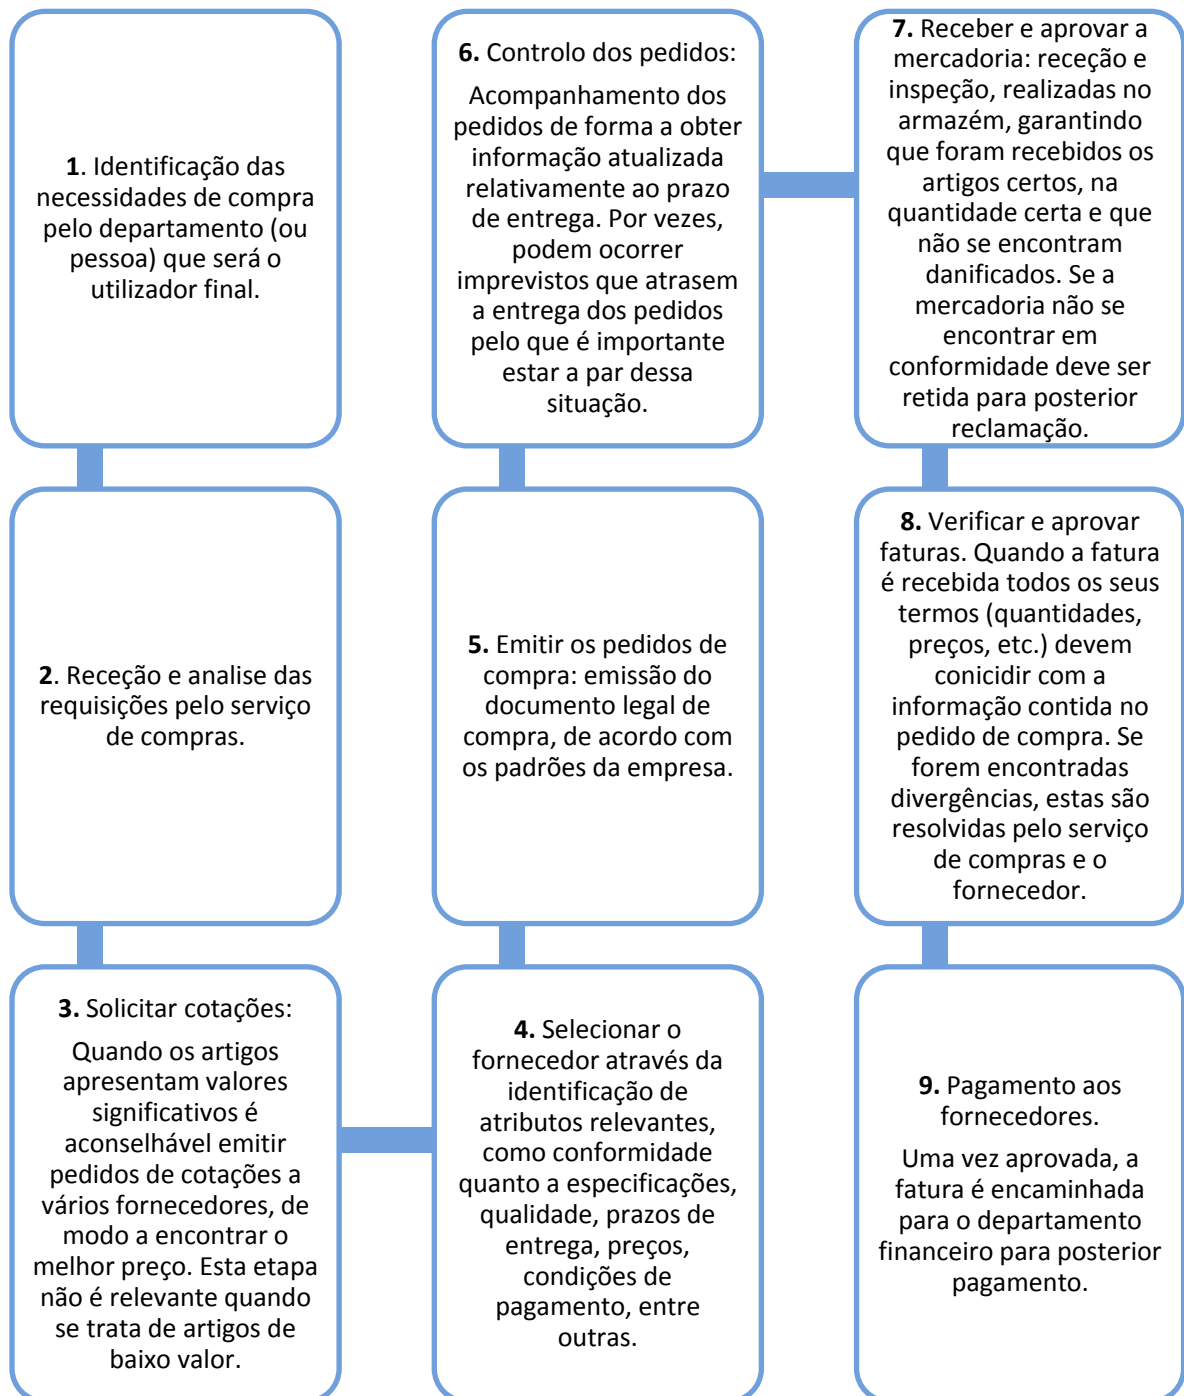 1. Identificação das
necessidades de compra
pelo departamento (ou
pessoa) que será o
utilizador final.
2. Receção e analise das
requisições pelo serviço
de compras.
3. Solicitar cotações:
Quando os artigos
apresentam valores
significativos é
aconselhável emitir
pedidos de cotações a
vários fornecedores, de
modo a encontrar o
melhor preço. Esta etapa
não é relevante quando
se trata de artigos de
baixo valor.
4. Selecionar o
fornecedor através da
identificação de
atributos relevantes,
como conformidade
quanto a especificações,
qualidade, prazos de
entrega, preços,
condições de
pagamento, entre
outras.
5. Emitir os pedidos de
compra: emissão do
documento legal de
compra, de acordo com
os padrões da empresa.
6. Controlo dos pedidos:
Acompanhamento dos
pedidos de forma a obter
informação atualizada
relativamente ao prazo
de entrega. Por vezes,
podem ocorrer
imprevistos que atrasem
a entrega dos pedidos
pelo que é importante
estar a par dessa
situação.
7. Receber e aprovar a
mercadoria: receção e
inspeção, realizadas no
armazém, garantindo
que foram recebidos os
artigos certos, na
quantidade certa e que
não se encontram
danificados. Se a
mercadoria não se
encontrar em
conformidade deve ser
retida para posterior
reclamação.
8. Verificar e aprovar
faturas. Quando a fatura
é recebida todos os seus
termos (quantidades,
preços, etc.) devem
conicidir com a
informação contida no
pedido de compra. Se
forem encontradas
divergências, estas são
resolvidas pelo serviço
de compras e o
fornecedor.
9. Pagamento aos
fornecedores.
Uma vez aprovada, a
fatura é encaminhada
para o departamento
financeiro para posterior
pagamento.